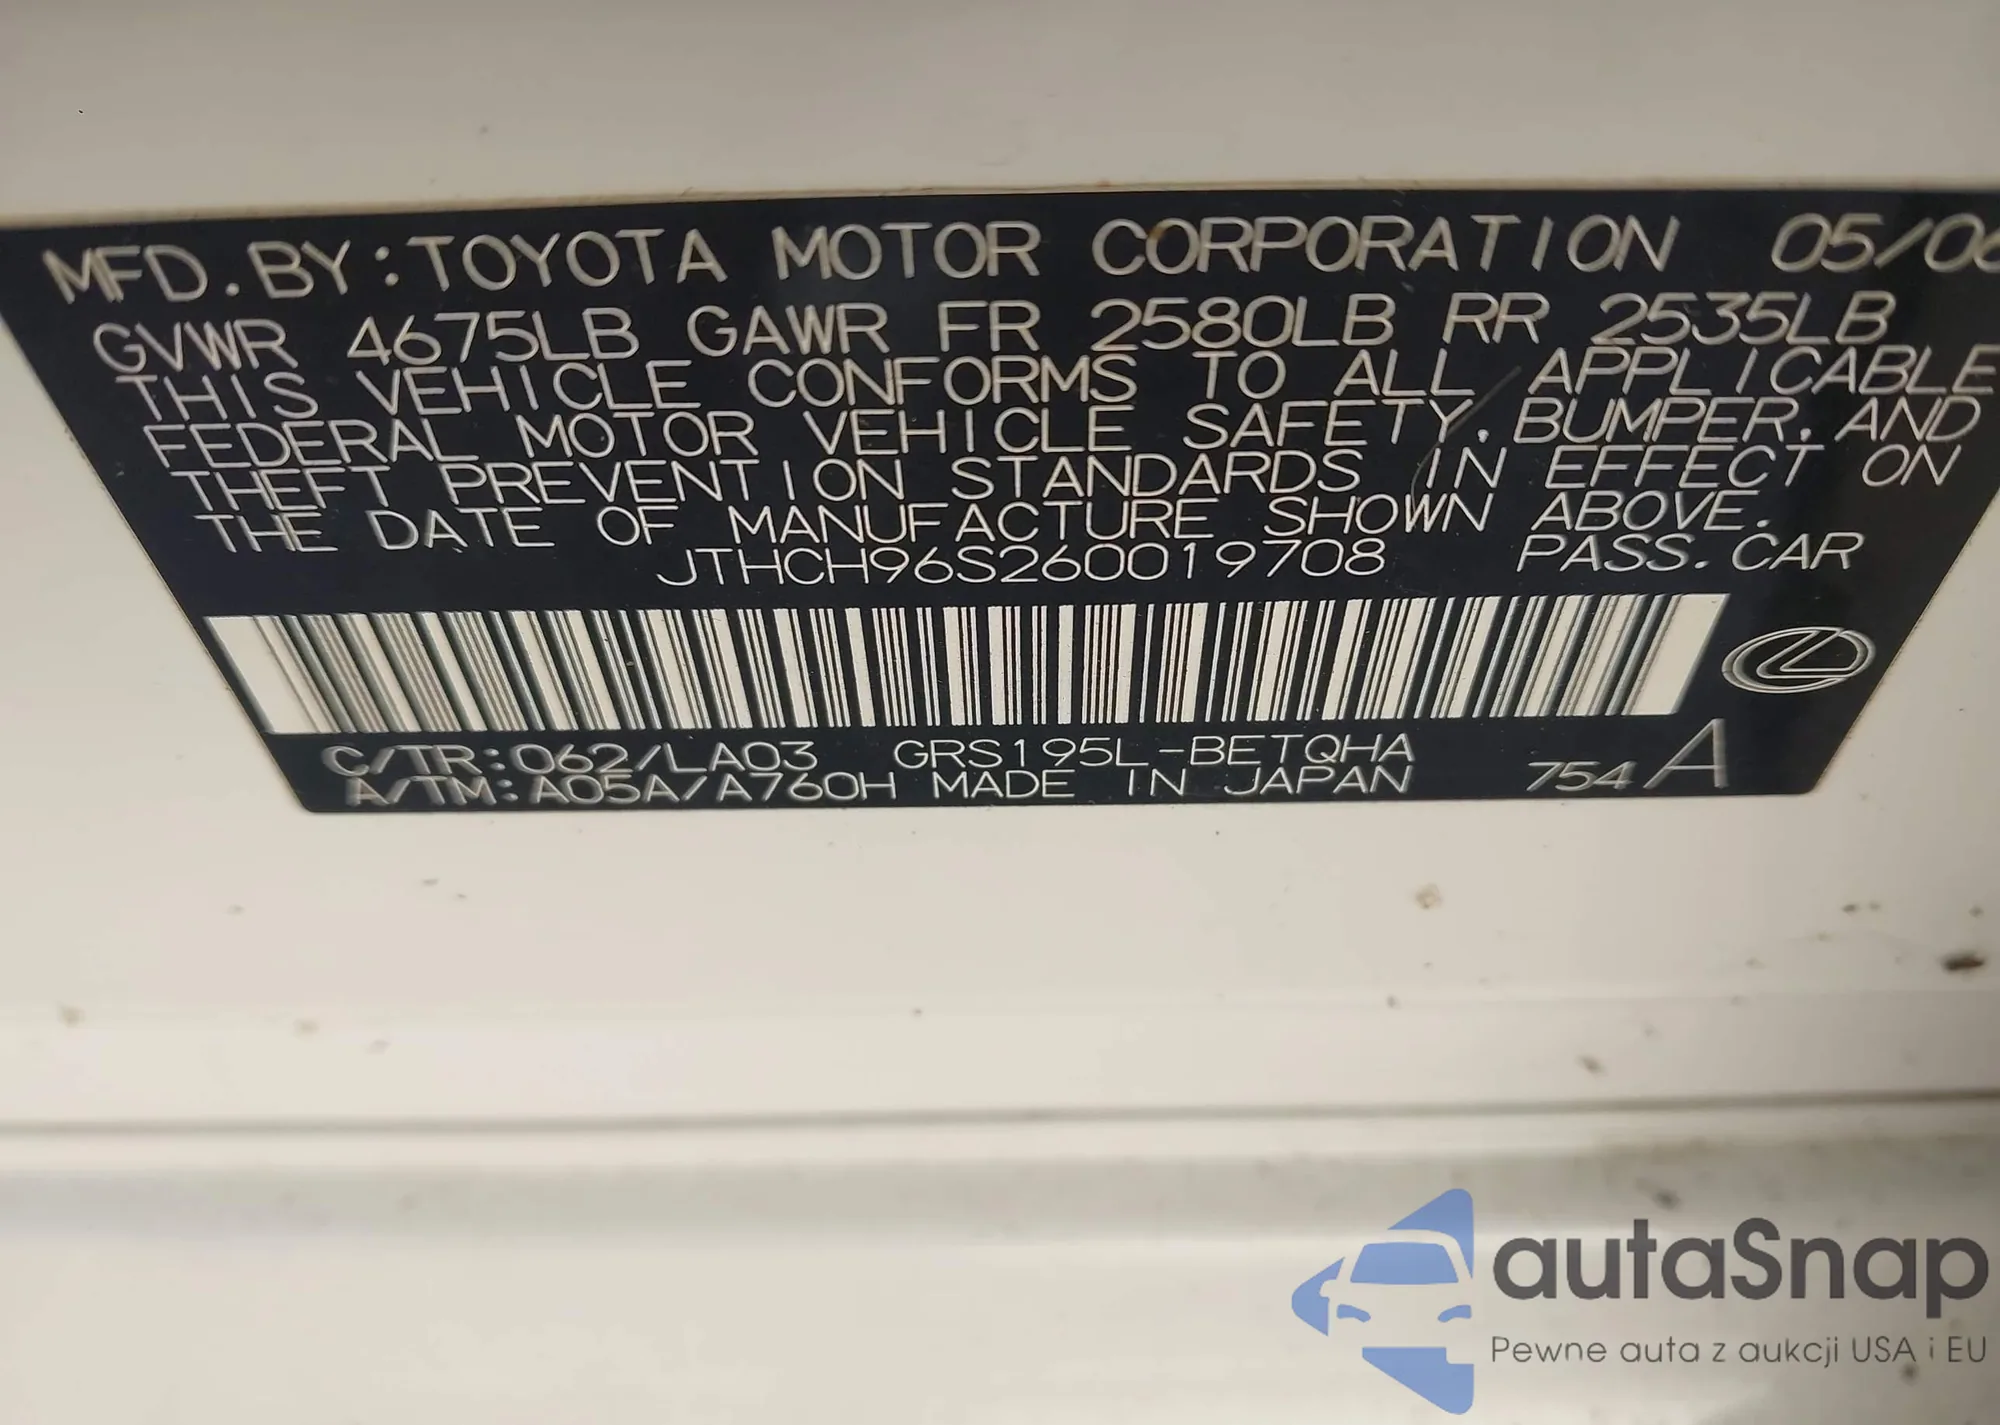 MFD. BY: TOYOTA MOTOR CORPORATION 05/06
GVWR 4675LB GAWR FR 2580LB RR 2535LB
THIS VEHICLE CONFORMS TO ALL APPLICABLE
FEDERAL MOTOR VEHICLE SAFETY, BUMPER, AND
THEFT PREVENTION STANDARDS IN EFFECT ON
THE DATE OF MANUFACTURE SHOWN ABOVE.
JTHCH96S260019708 PASS. CAR
C/TR: 062/LA03 GRS195L-BETQHA
A/TM: A05A/A760H MADE IN JAPAN 754A
autaSnap
Pewne auta z aukcji USA i EU